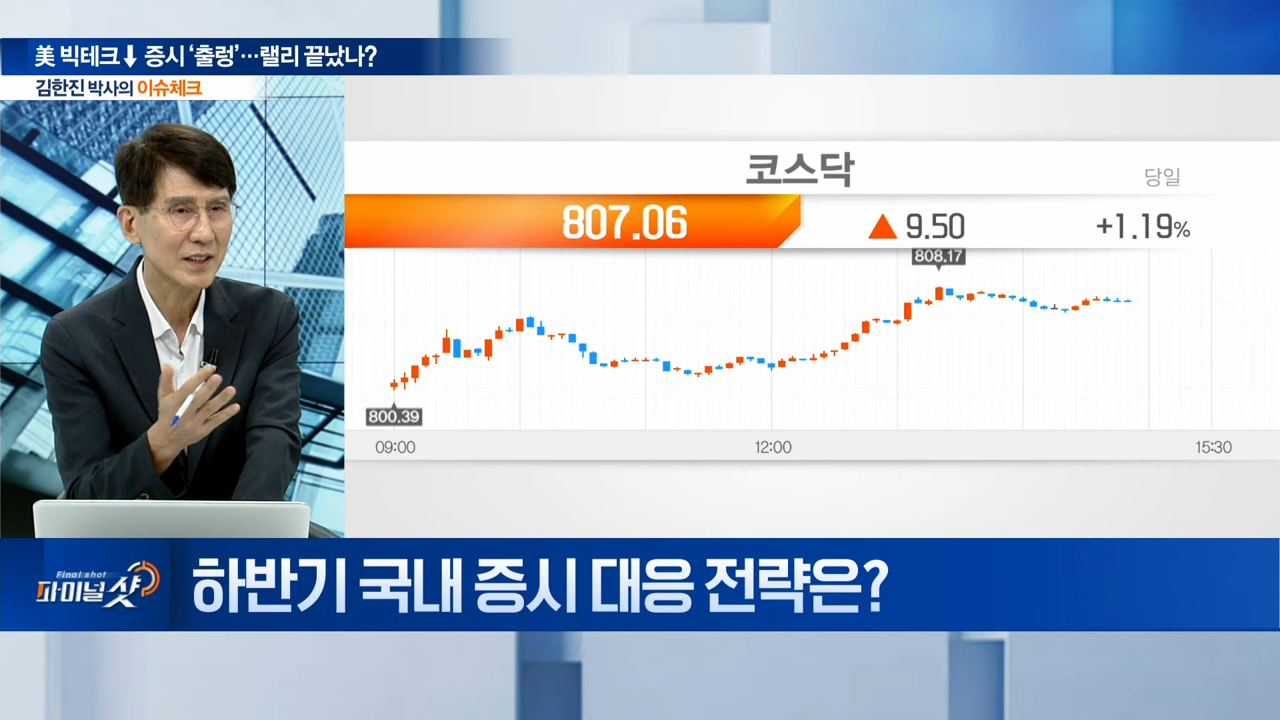 美 빅테크↓ 증시 ‘출렁’…랠리 끝났나?
김한진 박사의 이슈체크
코스닥
당일
807.06 ▲ 9.50 +1.19%
808.17
800.39
09:00 12:00 15:30
Final shot
파이널 샷
하반기 국내 증시 대응 전략은?